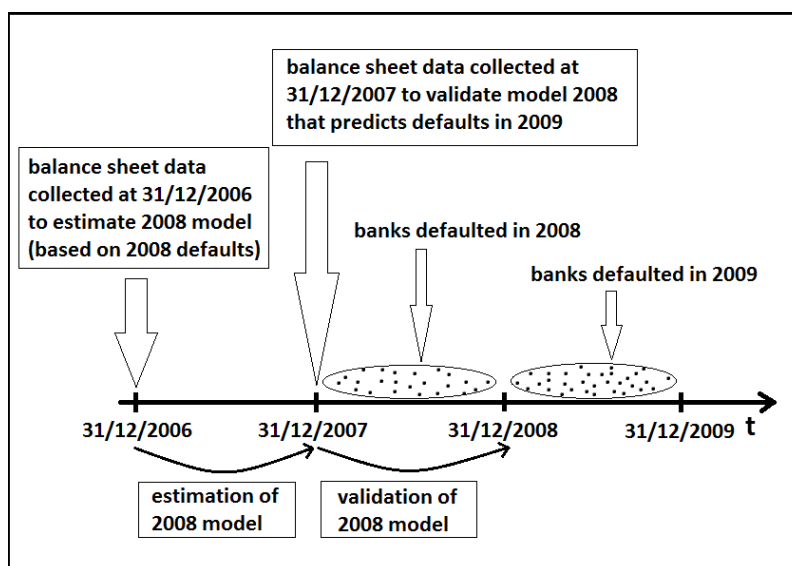 balance sheet data collected at
31/12/2007 to validate model 2008
that predicts defaults in 2009
balance sheet data
collected at 31/12/2006
to estimate 2008 model
(based on 2008 defaults)
banks defaulted in 2008
banks defaulted in 2009
31/12/2006
31/12/2007
31/12/2008
31/12/2009
t
estimation of
2008 model
validation of
2008 model